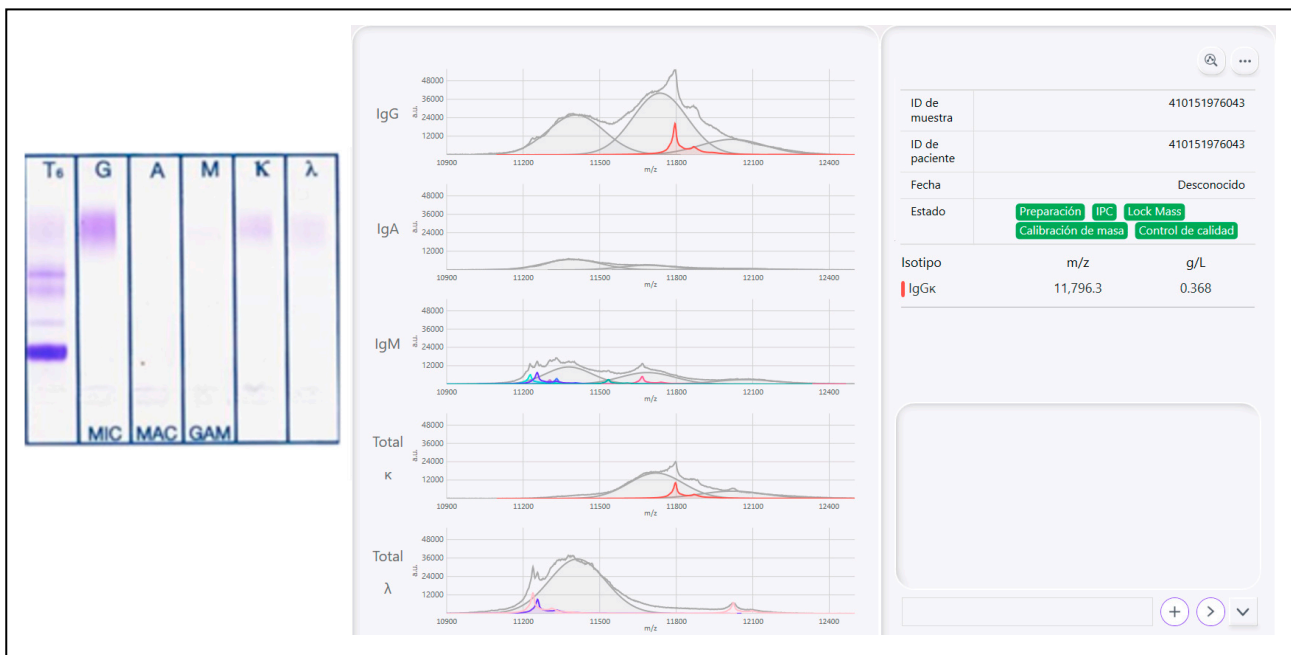 T₆ G A M K λ
MIC MAC GAM
IgG
a.u.
48000
36000
24000
12000
10900 11200 11500 11800 12100 12400
m/z
IgA
a.u.
48000
36000
24000
12000
10900 11200 11500 11800 12100 12400
m/z
IgM
a.u.
48000
36000
24000
12000
10900 11200 11500 11800 12100 12400
m/z
Total
κ
a.u.
48000
36000
24000
12000
10900 11200 11500 11800 12100 12400
m/z
Total
λ
a.u.
48000
36000
24000
12000
10900 11200 11500 11800 12100 12400
m/z
ID de
muestra
410151976043
ID de
paciente
410151976043
Fecha Desconocido
Estado Preparación IPC Lock Mass
Calibración de masa Control de calidad
Isotipo m/z g/L
IgGκ 11,796.3 0.368